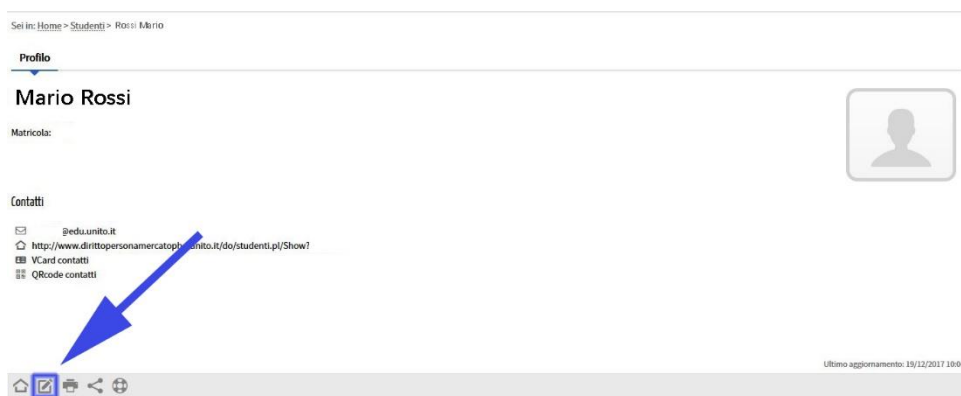 Sei in: Home > Studenti > Rossi Mario
Profilo
Mario Rossi
Matricola:
Contatti
@edu.unito.it
http://www.dirittopersonamercatoph unito.it/do/studenti.pl/Show?
VCard contatti
QRcode contatti
Ultimo aggiornamento: 19/12/2017 10:0